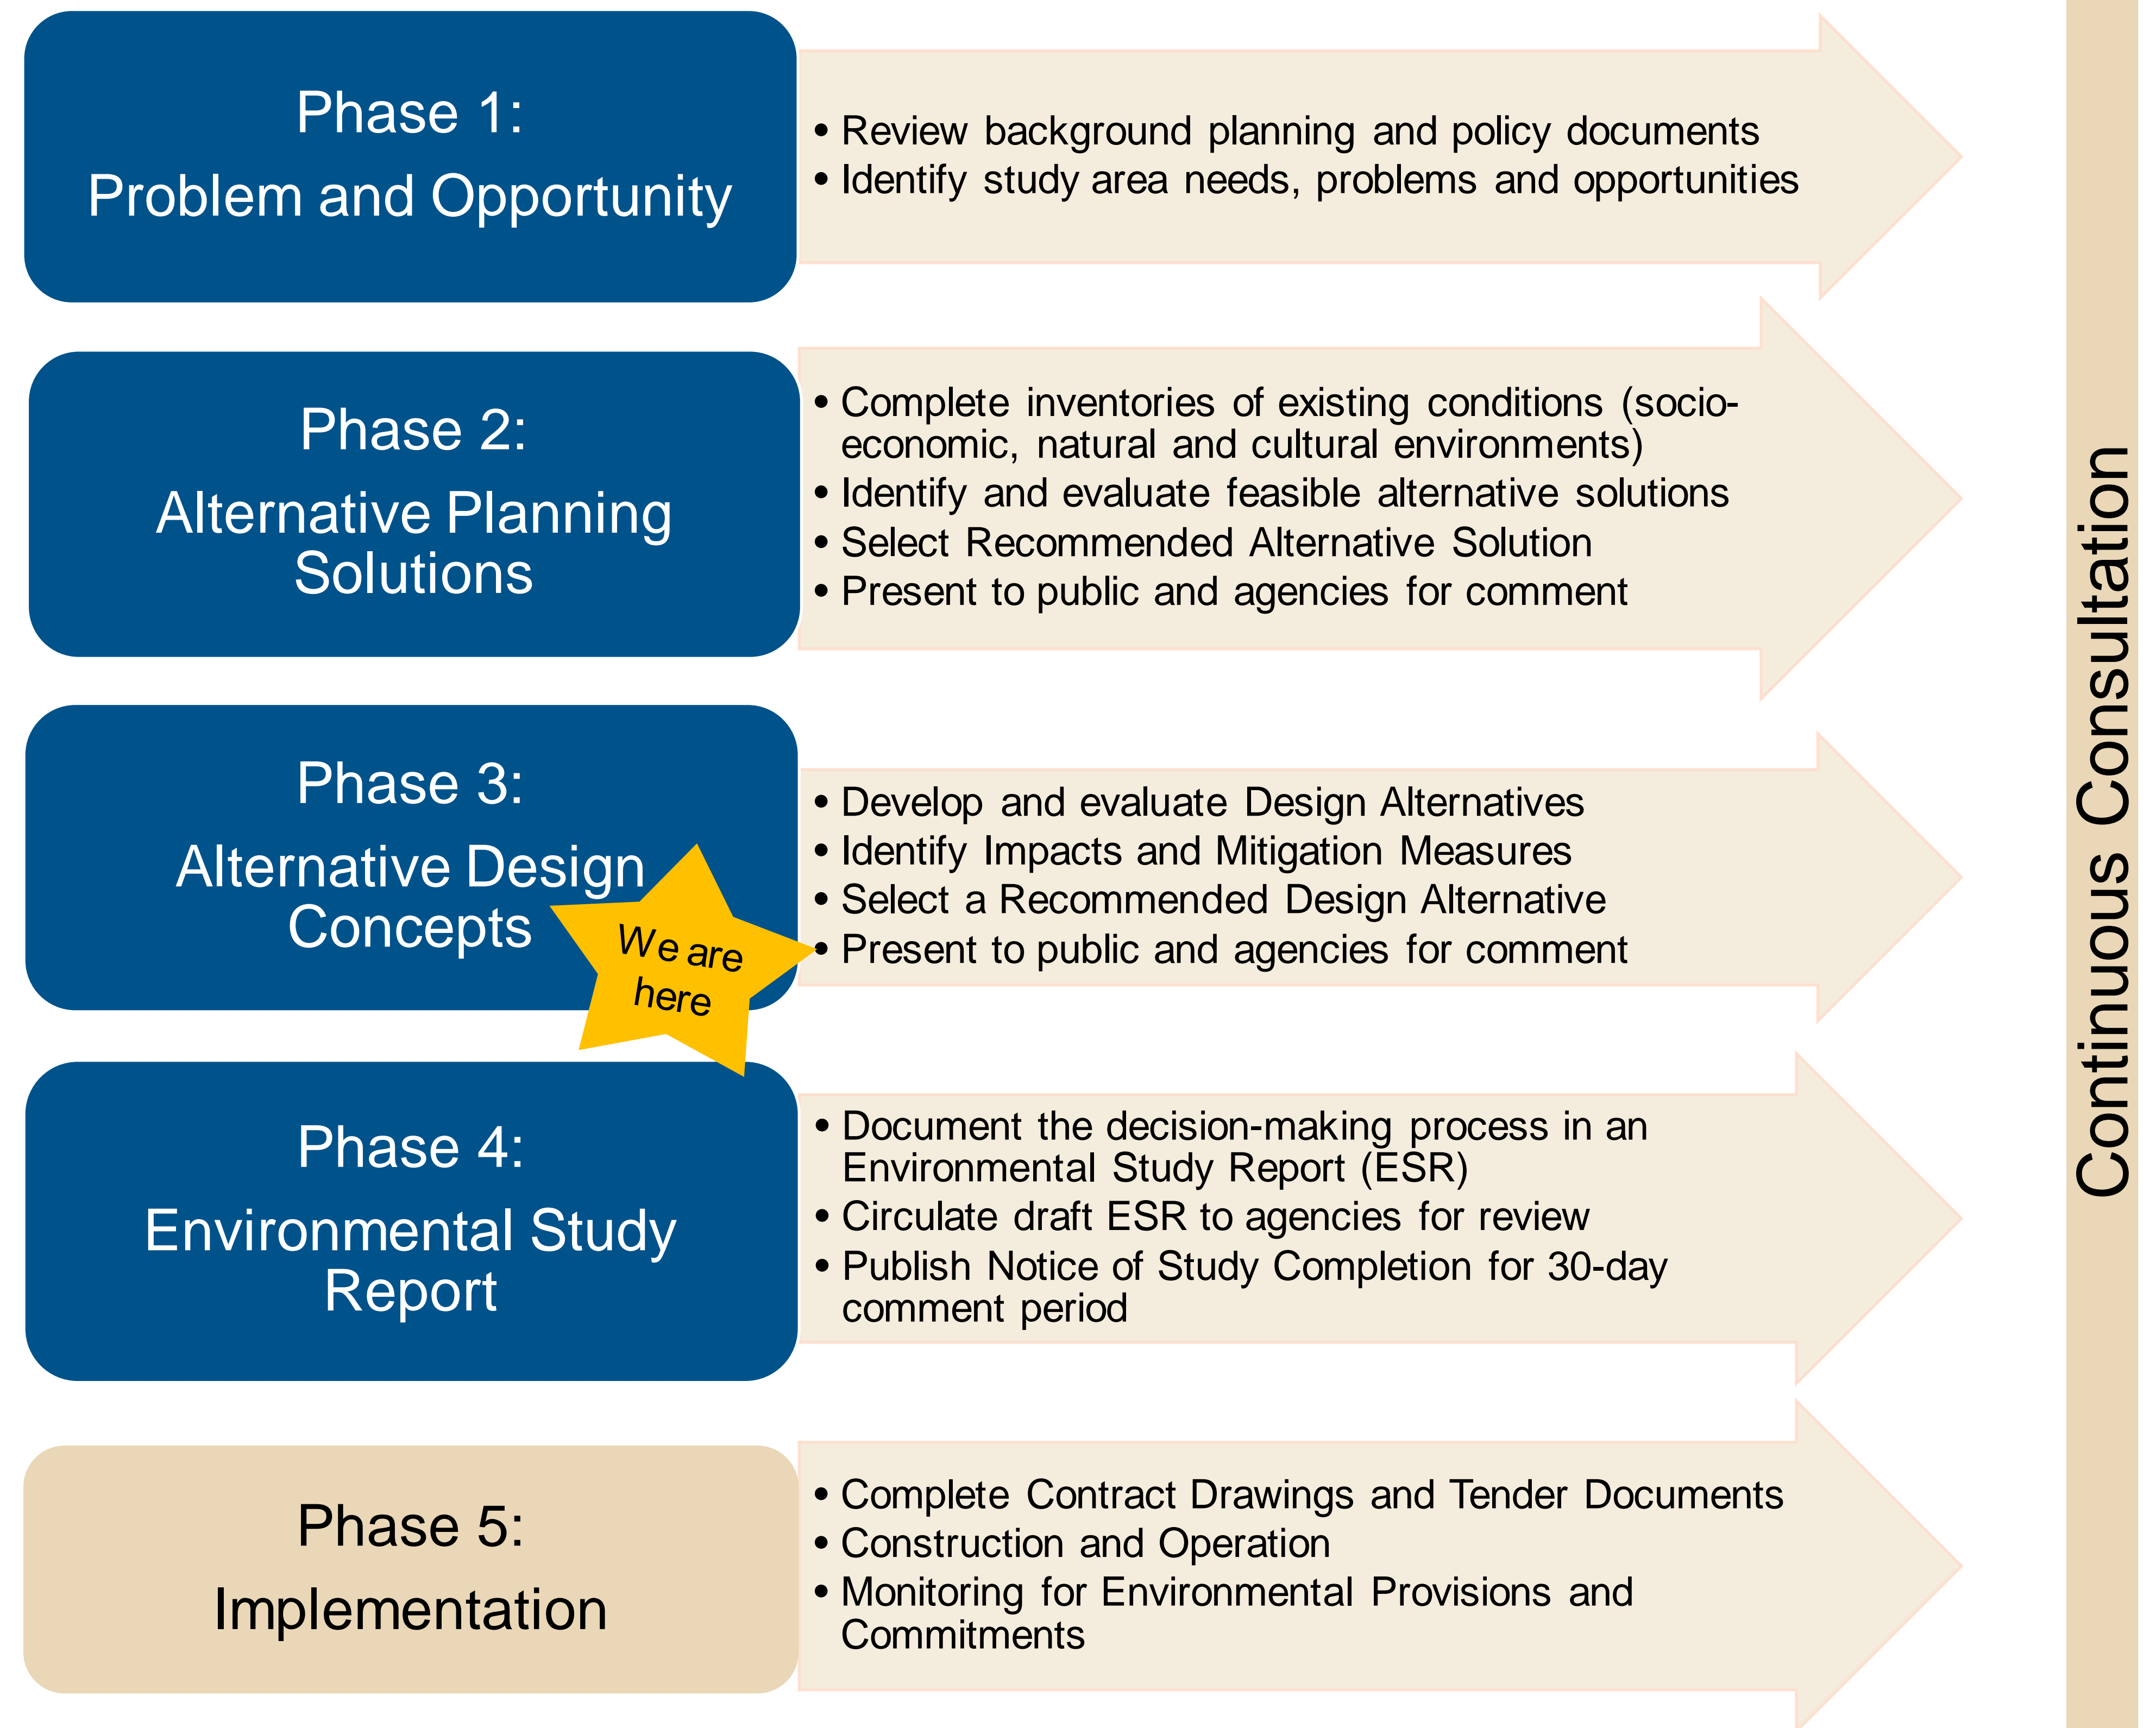 Phase 1:
Problem and Opportunity
• Review background planning and policy documents
• Identify study area needs, problems and opportunities
Phase 2:
Alternative Planning
Solutions
• Complete inventories of existing conditions (socio-
economic, natural and cultural environments)
• Identify and evaluate feasible alternative solutions
• Select Recommended Alternative Solution
• Present to public and agencies for comment
Phase 3:
Alternative Design
Concepts
We are
here
• Develop and evaluate Design Alternatives
• Identify Impacts and Mitigation Measures
• Select a Recommended Design Alternative
• Present to public and agencies for comment
Phase 4:
Environmental Study
Report
• Document the decision-making process in an
Environmental Study Report (ESR)
• Circulate draft ESR to agencies for review
• Publish Notice of Study Completion for 30-day
comment period
Phase 5:
Implementation
• Complete Contract Drawings and Tender Documents
• Construction and Operation
• Monitoring for Environmental Provisions and
Commitments
Continuous Consultation